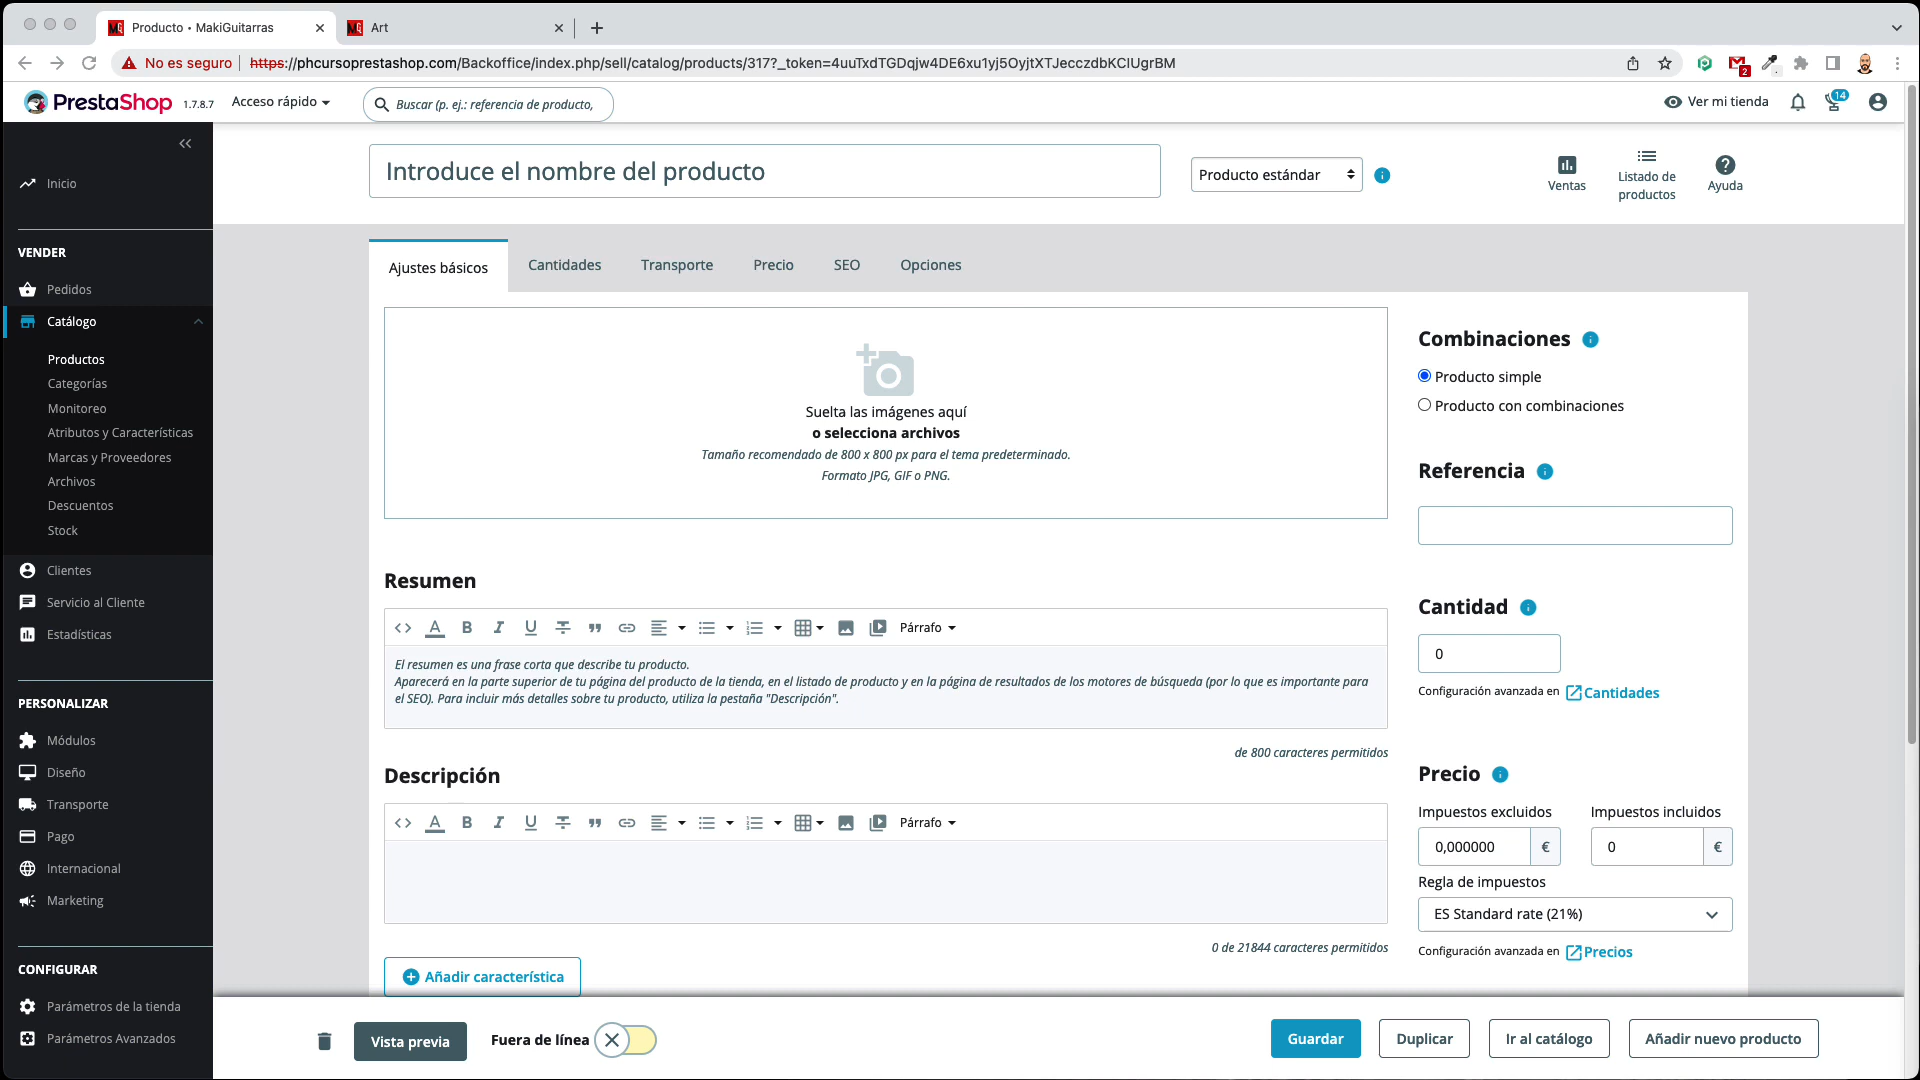 Producto • MakiGuitarras
Art
No es seguro
https://phcursoprestashop.com/Backoffice/index.php/sell/catalog/products/317?_token=4uuTxdTGDqjw4DE6xu1yj5OyjtXTJecczdbKCIUgrBM
2
PrestaShop 1.7.8.7
Acceso rápido
Buscar (p. ej.: referencia de producto,
Ver mi tienda
14
Inicio
VENDER
Pedidos
Catálogo
Productos
Categorías
Monitoreo
Atributos y Características
Marcas y Proveedores
Archivos
Descuentos
Stock
Clientes
Servicio al Cliente
Estadísticas
PERSONALIZAR
Módulos
Diseño
Transporte
Pago
Internacional
Marketing
CONFIGURAR
Parámetros de la tienda
Parámetros Avanzados
Introduce el nombre del producto
Producto estándar
Ventas
Listado de
productos
Ayuda
Ajustes básicos
Cantidades
Transporte
Precio
SEO
Opciones
Suelta las imágenes aquí
o selecciona archivos
Tamaño recomendado de 800 x 800 px para el tema predeterminado.
Formato JPG, GIF o PNG.
Resumen
Párrafo
El resumen es una frase corta que describe tu producto.
Aparecerá en la parte superior de tu página del producto de la tienda, en el listado de producto y en la página de resultados de los motores de búsqueda (por lo que es importante para
el SEO). Para incluir más detalles sobre tu producto, utiliza la pestaña "Descripción".
de 800 caracteres permitidos
Descripción
Párrafo
0 de 21844 caracteres permitidos
Añadir característica
Combinaciones
Producto simple
Producto con combinaciones
Referencia
Cantidad
0
Configuración avanzada en Cantidades
Precio
Impuestos excluidos
Impuestos incluidos
0,000000 €
0 €
Regla de impuestos
ES Standard rate (21%)
Configuración avanzada en Precios
Vista previa
Fuera de línea
Guardar
Duplicar
Ir al catálogo
Añadir nuevo producto